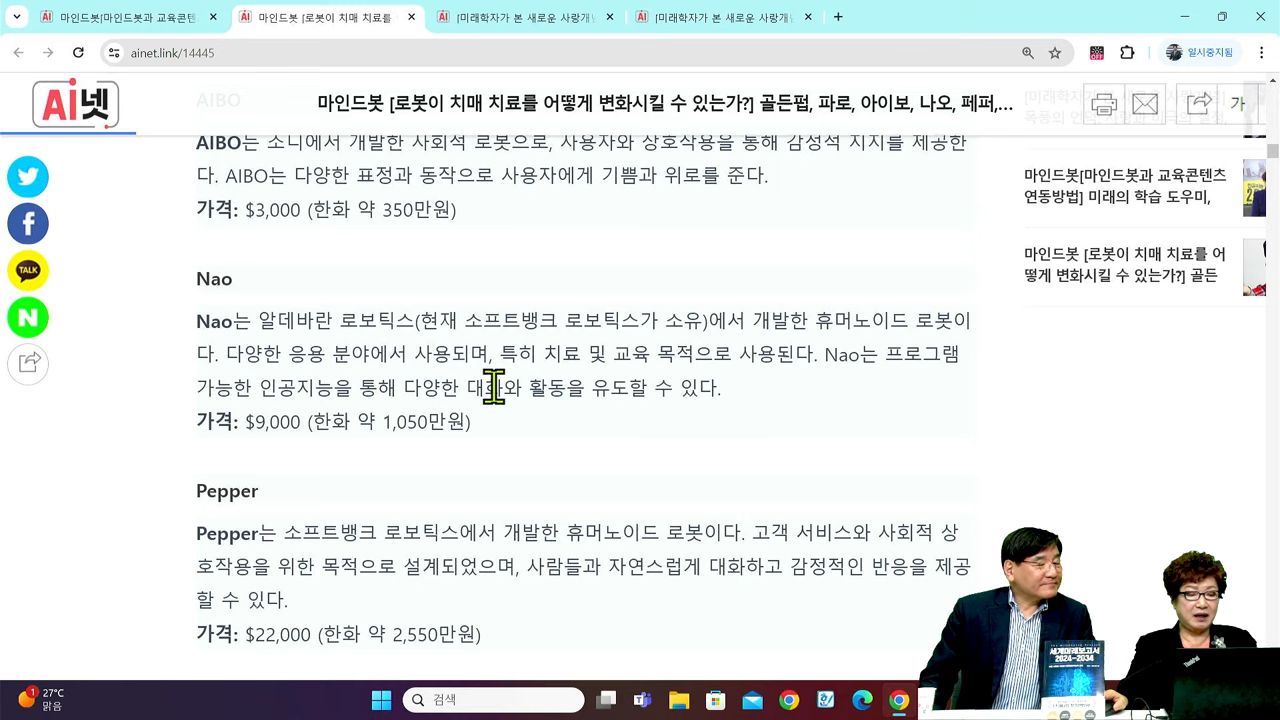 마인드봇[마인드봇과 교육콘텐
마인드봇 [로봇이 치매 치료를
[미래학자가 본 새로운 사랑개념
[미래학자가 본 새로운 사랑개념
ainet.link/14445
OFF
일시중지됨
Ai넷
마인드봇 [로봇이 치매 치료를 어떻게 변화시킬 수 있는가?] 골든펍, 파로, 아이보, 나오, 페퍼,...
가
AIBO
AIBO는 소니에서 개발한 사회적 로봇으로, 사용자와 상호작용을 통해 감성적 지지를 제공한
다. AIBO는 다양한 표정과 동작으로 사용자에게 기쁨과 위로를 준다.
가격: $3,000 (한화 약 350만원)
Nao
Nao는 알데바란 로보틱스(현재 소프트뱅크 로보틱스가 소유)에서 개발한 휴머노이드 로봇이
다. 다양한 응용 분야에서 사용되며, 특히 치료 및 교육 목적으로 사용된다. Nao는 프로그램
가능한 인공지능을 통해 다양한 대화와 활동을 유도할 수 있다.
가격: $9,000 (한화 약 1,050만원)
Pepper
Pepper는 소프트뱅크 로보틱스에서 개발한 휴머노이드 로봇이다. 고객 서비스와 사회적 상
호작용을 위한 목적으로 설계되었으며, 사람들과 자연스럽게 대화하고 감정적인 반응을 제공
할 수 있다.
가격: $22,000 (한화 약 2,550만원)
[미래학자가
마인드봇[마인드봇과 교육콘텐츠
연동방법] 미래의 학습 도우미,
마인드봇 [로봇이 치매 치료를 어
떻게 변화시킬 수 있는가?] 골든
TALK
N
세계미래보고서
2024-2034
ThinkPad
1
27°C
맑음
검색